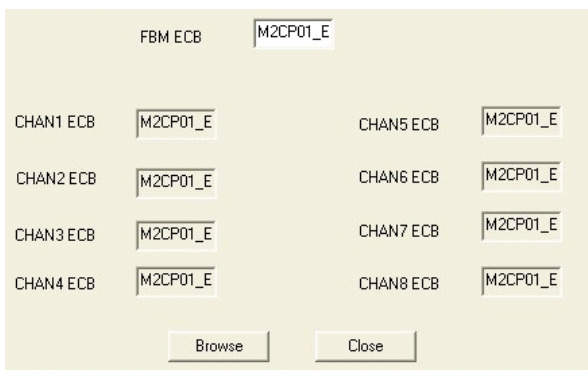 FBM ECB M2CP01_E
CHAN1 ECB M2CP01_E CHAN5 ECB M2CP01_E
CHAN2 ECB M2CP01_E CHAN6 ECB M2CP01_E
CHAN3 ECB M2CP01_E CHAN7 ECB M2CP01_E
CHAN4 ECB M2CP01_E CHAN8 ECB M2CP01_E
Browse Close